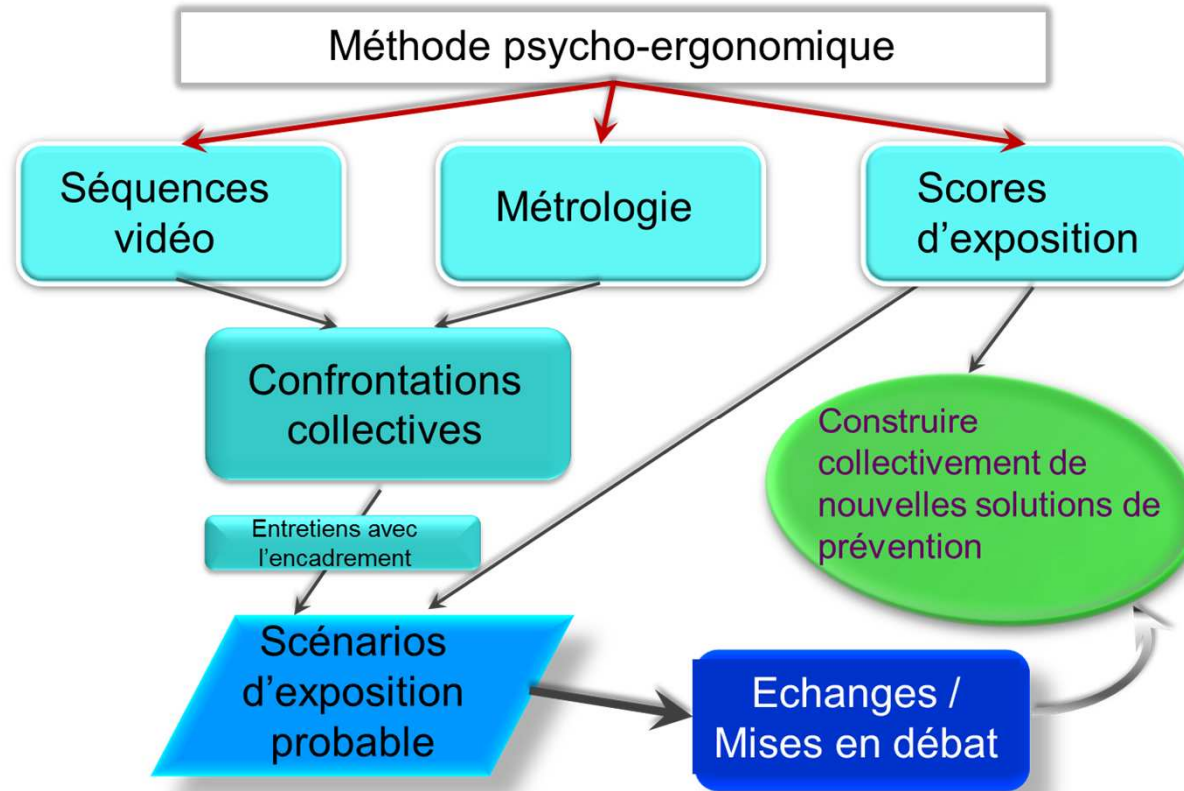 Méthode psycho-ergonomique
Séquences
vidéo
Métrologie
Scores
d’exposition
Confrontations
collectives
Construire
collectivement de
nouvelles solutions de
prévention
Entretiens avec
l’encadrement
Scénarios
d’exposition
probable
Echanges /
Mises en débat